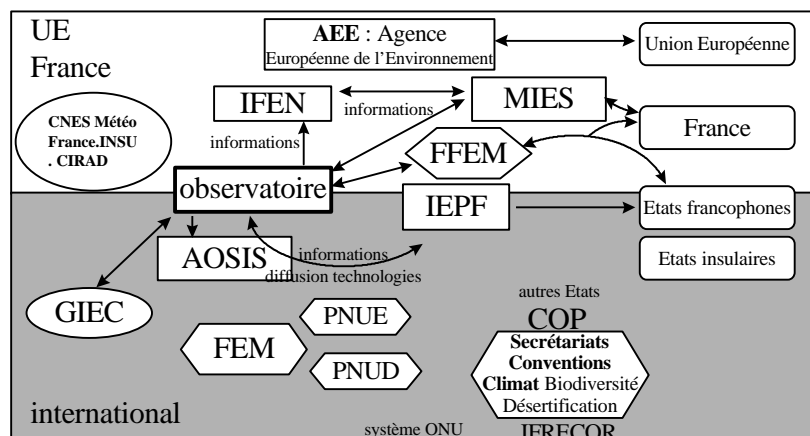 UE
France
AEE : Agence
Européenne de l'Environnement
Union Européenne
IFEN
informations
MIES
France
CNES Météo
France.INSU
. CIRAD
informations
FFEM
observatoire
IEPF
Etats francophones
AOSIS
informations
diffusion technologies
Etats insulaires
GIEC
PNUE
FEM
PNUD
autres Etats
COP
Secrétariats
Conventions
Climat Biodiversité
Désertification
international
système ONU
IFRECOR